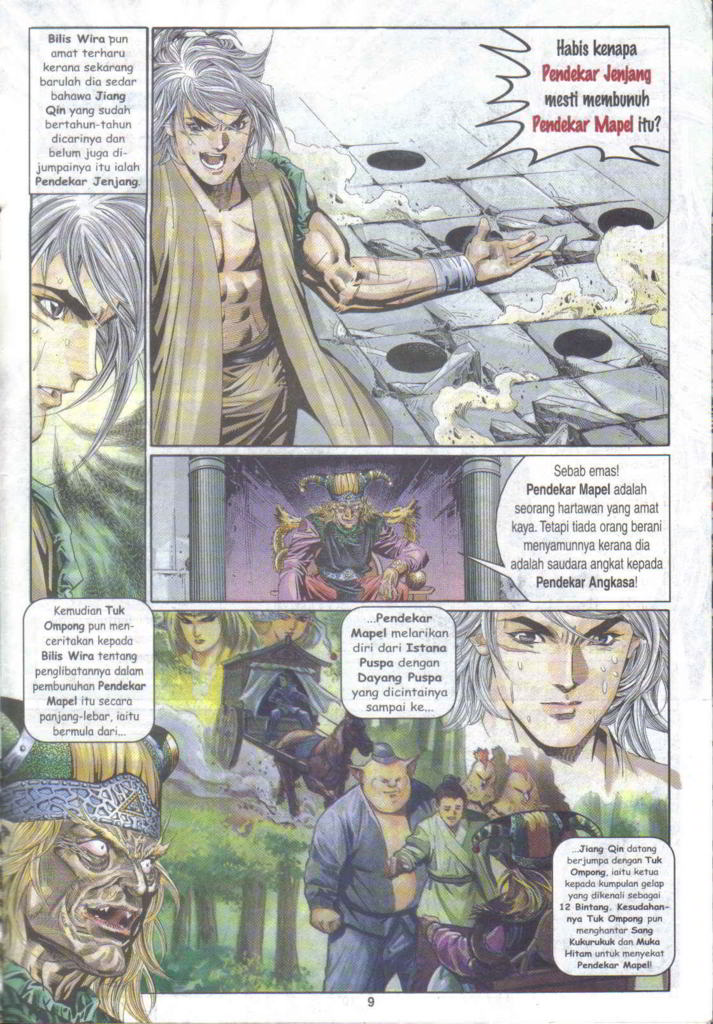 Bilis Wira pun
amat terharu
kerana sekarang
barulah dia sedar
bahawa Jiang
Qin yang sudah
bertahun-tahun
dicarinya dan
belum juga di-
jumpainya itu ialah
Pendekar Jenjang.
Habis kenapa
Pendekar Jenjang
mesti membunuh
Pendekar Mapel itu?
Sebab emas!
Pendekar Mapel adalah
seorang hartawan yang amat
kaya. Tetapi tiada orang berani
menyamunnya kerana dia
adalah saudara angkat kepada
Pendekar Angkasa!
Kemudian Tuk
Ompong pun men-
ceritakan kepada
Bilis Wira tentang
penglibatannya dalam
pembunuhan Pendekar
Mapel itu secara
panjang-lebar, iaitu
bermula dari...
...Pendekar
Mapel melarikan
diri dari Istana
Puspa dengan
Dayang Puspa
yang dicintainya
sampai ke...
...Jiang Qin datang
berjumpa dengan Tuk
Ompong, iaitu ketua
kepada kumpulan gelap
yang dikenali sebagai
12 Bintang. Kesudahan-
nya Tuk Ompong pun
menghantar Sang
Kukurukuk dan Muka
Hitam untuk menyekat
Pendekar Mapel!
9